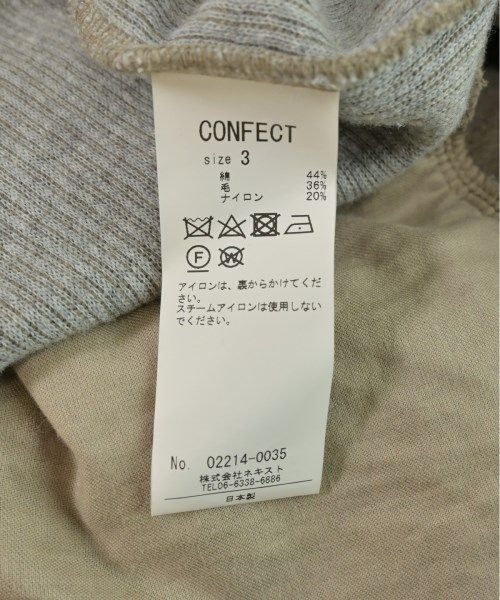 CONFECT
size 3
綿 44%
毛 36%
ナイロン 20%
F W
アイロンは、裏からかけてくだ
さい。
スチームアイロンは使用しない
でください。
No. 02214-0035
株式会社ネキスト
TEL06-6338-6886
日本製